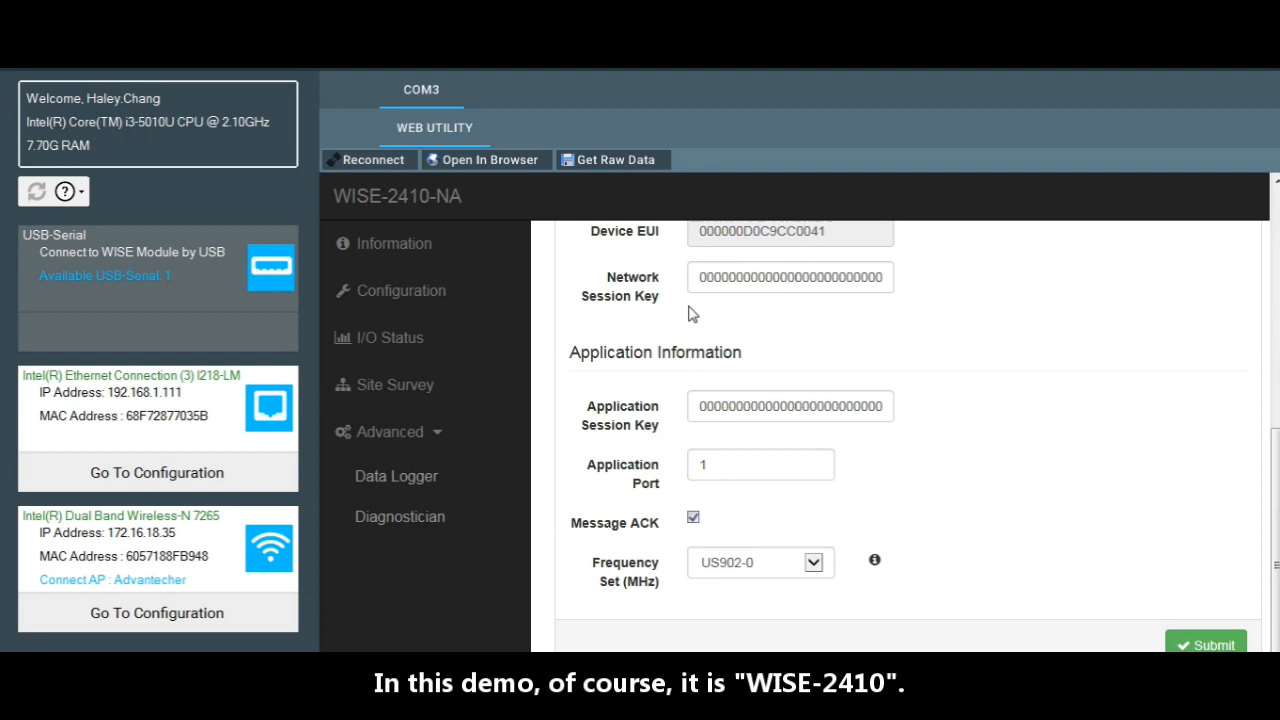 Welcome, Haley.Chang
Intel(R) Core(TM) i3-5010U CPU @ 2.10GHz
7.70G RAM
USB-Serial
Connect to WISE Module by USB
Available USB-Serial: 1
Intel(R) Ethernet Connection (3) I218-LM
IP Address: 192.168.1.111
MAC Address : 68F72877035B
Go To Configuration
Intel(R) Dual Band Wireless-N 7265
IP Address: 172.16.18.35
MAC Address : 6057188FB948
Connect AP : Advantecher
Go To Configuration
COM3
WEB UTILITY
Reconnect
Open In Browser
Get Raw Data
WISE-2410-NA
Information
Configuration
I/O Status
Site Survey
Advanced
Data Logger
Diagnostician
Device EUI
000000D0C9CC0041
Network
Session Key
0000000000000000000000000
Application Information
Application
Session Key
0000000000000000000000000
Application
Port
1
Message ACK
Frequency
Set (MHz)
US902-0
Submit
In this demo, of course, it is "WISE-2410".